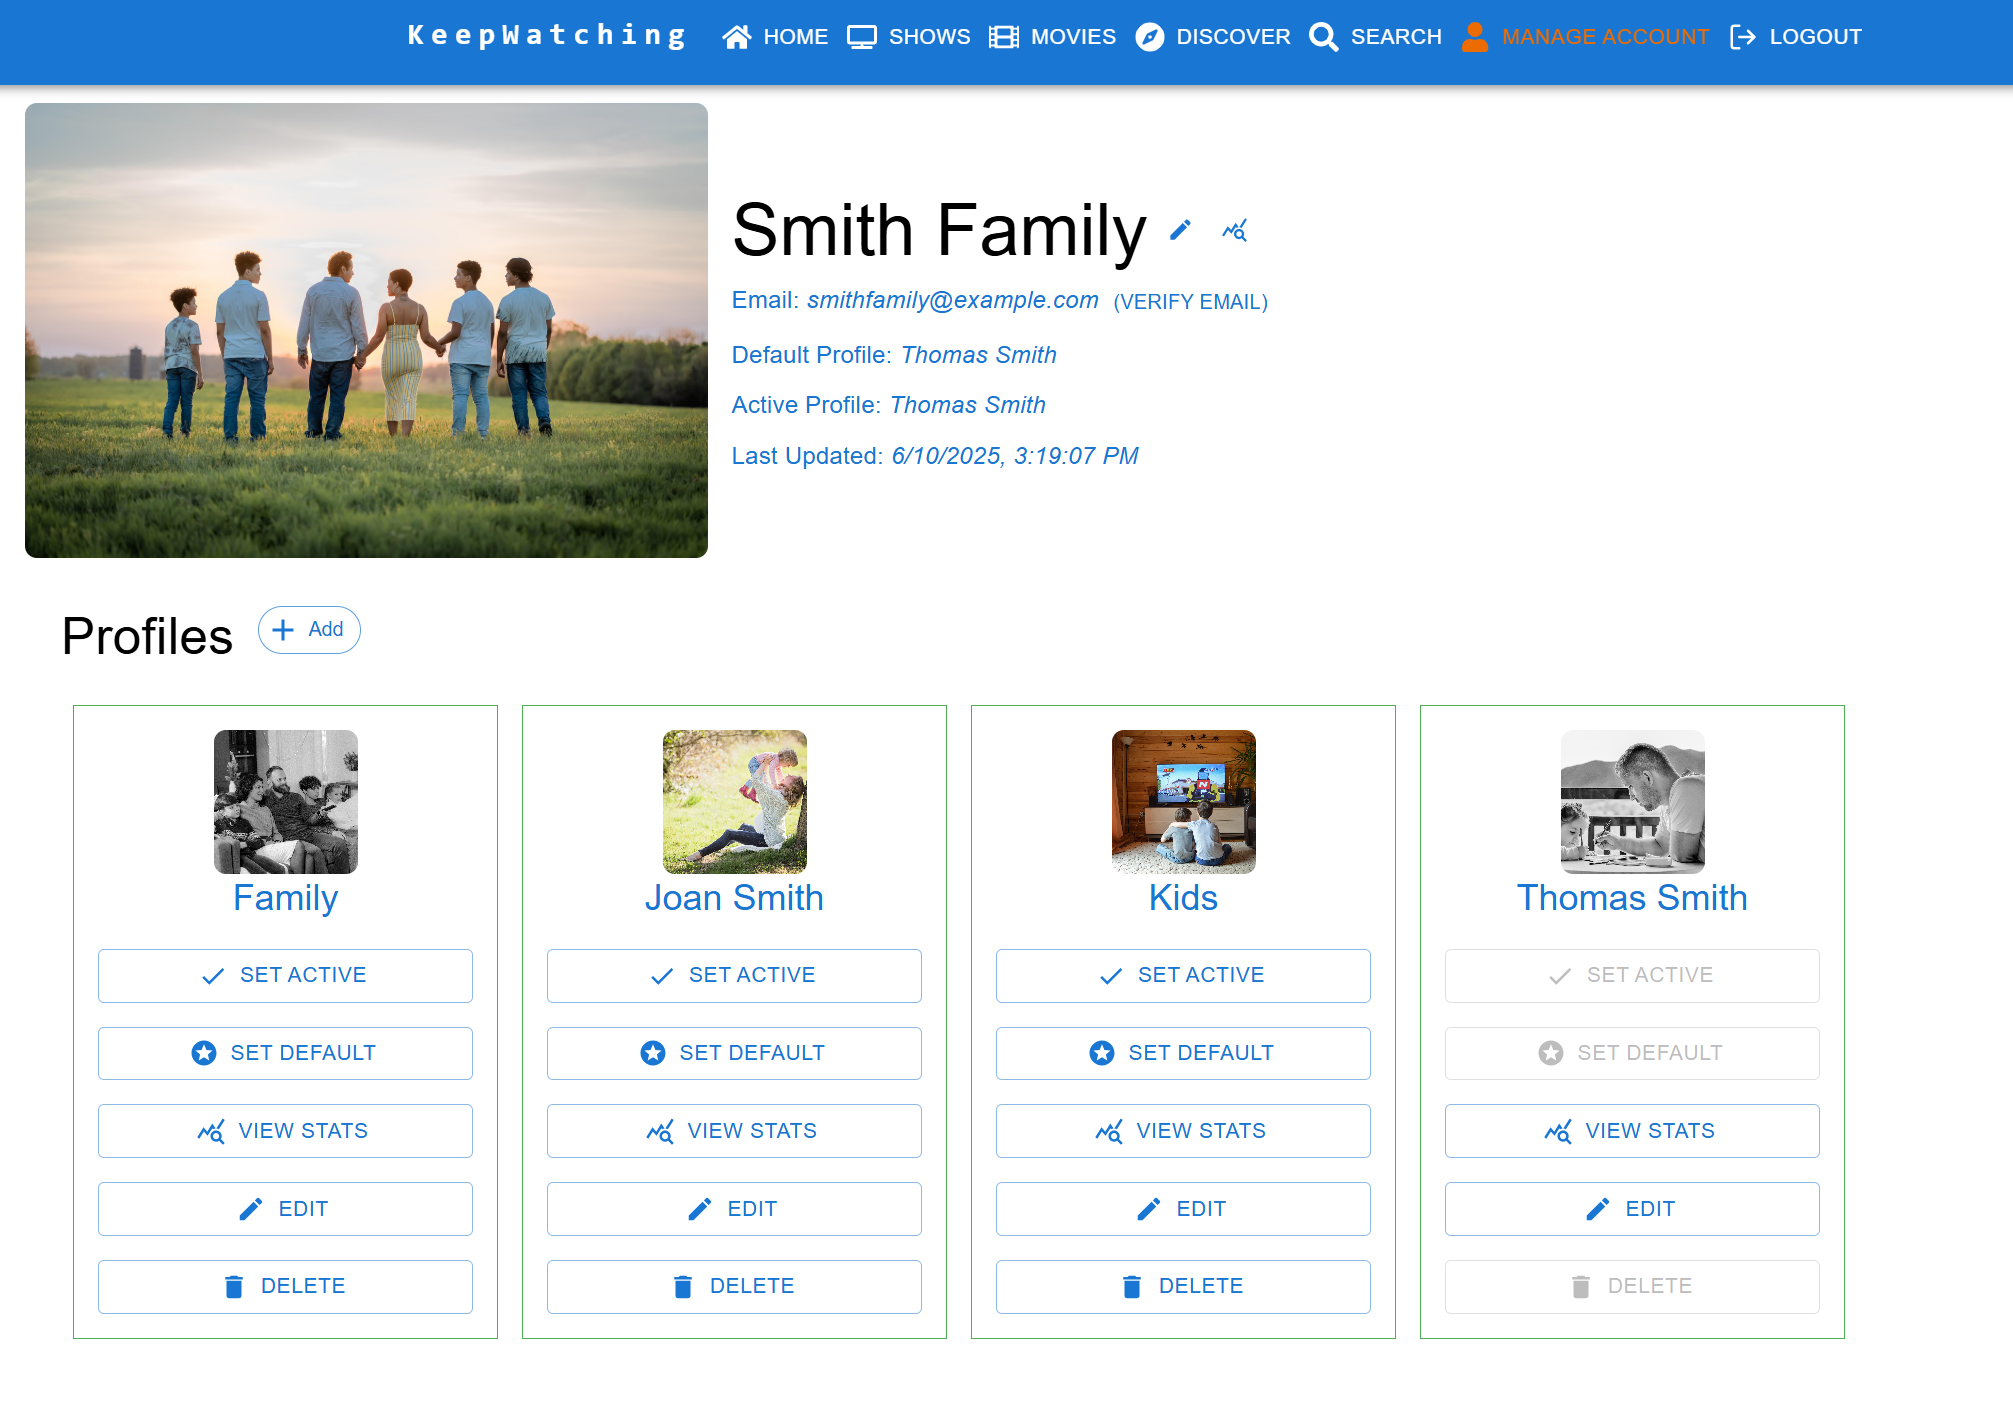 KeepWatching HOME SHOWS MOVIES DISCOVER SEARCH MANAGE ACCOUNT LOGOUT
Smith Family
Email: smithfamily@example.com (VERIFY EMAIL)
Default Profile: Thomas Smith
Active Profile: Thomas Smith
Last Updated: 6/10/2025, 3:19:07 PM
Profiles Add
Family
SET ACTIVE
SET DEFAULT
VIEW STATS
EDIT
DELETE
Joan Smith
SET ACTIVE
SET DEFAULT
VIEW STATS
EDIT
DELETE
Kids
SET ACTIVE
SET DEFAULT
VIEW STATS
EDIT
DELETE
Thomas Smith
SET ACTIVE
SET DEFAULT
VIEW STATS
EDIT
DELETE